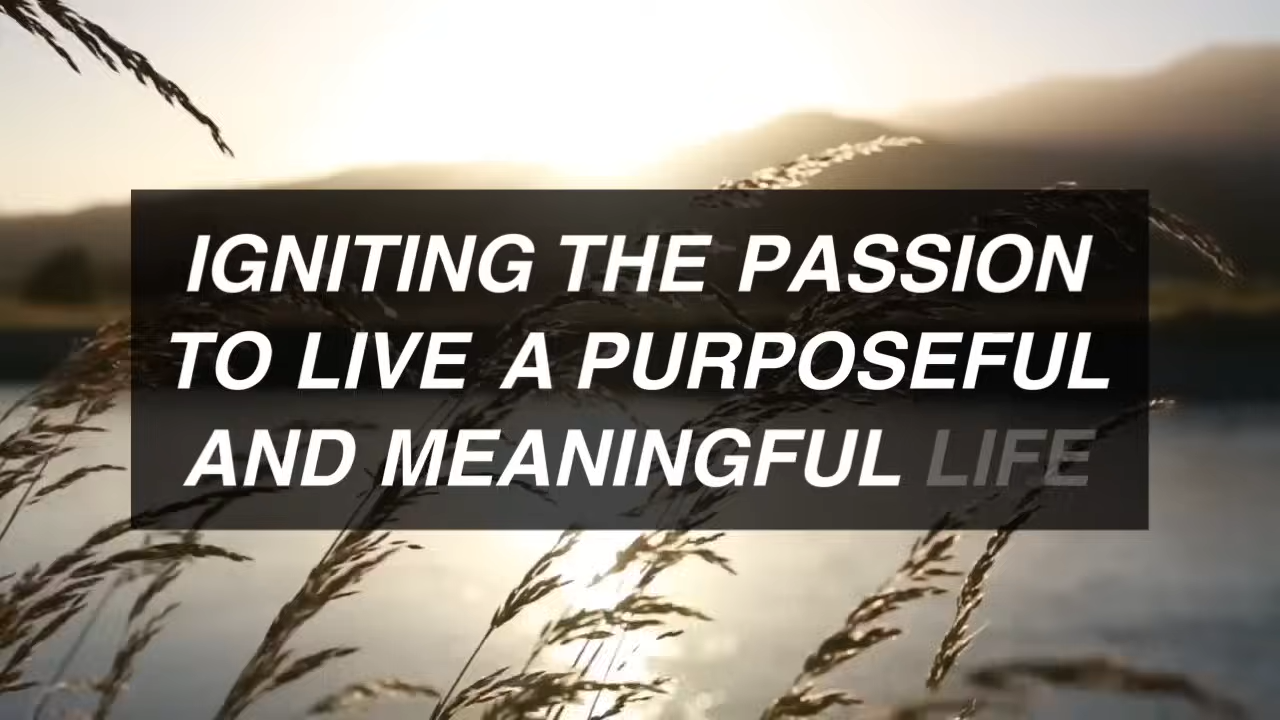 IGNITING THE PASSION
TO LIVE A PURPOSEFUL
AND MEANINGFUL LIFE